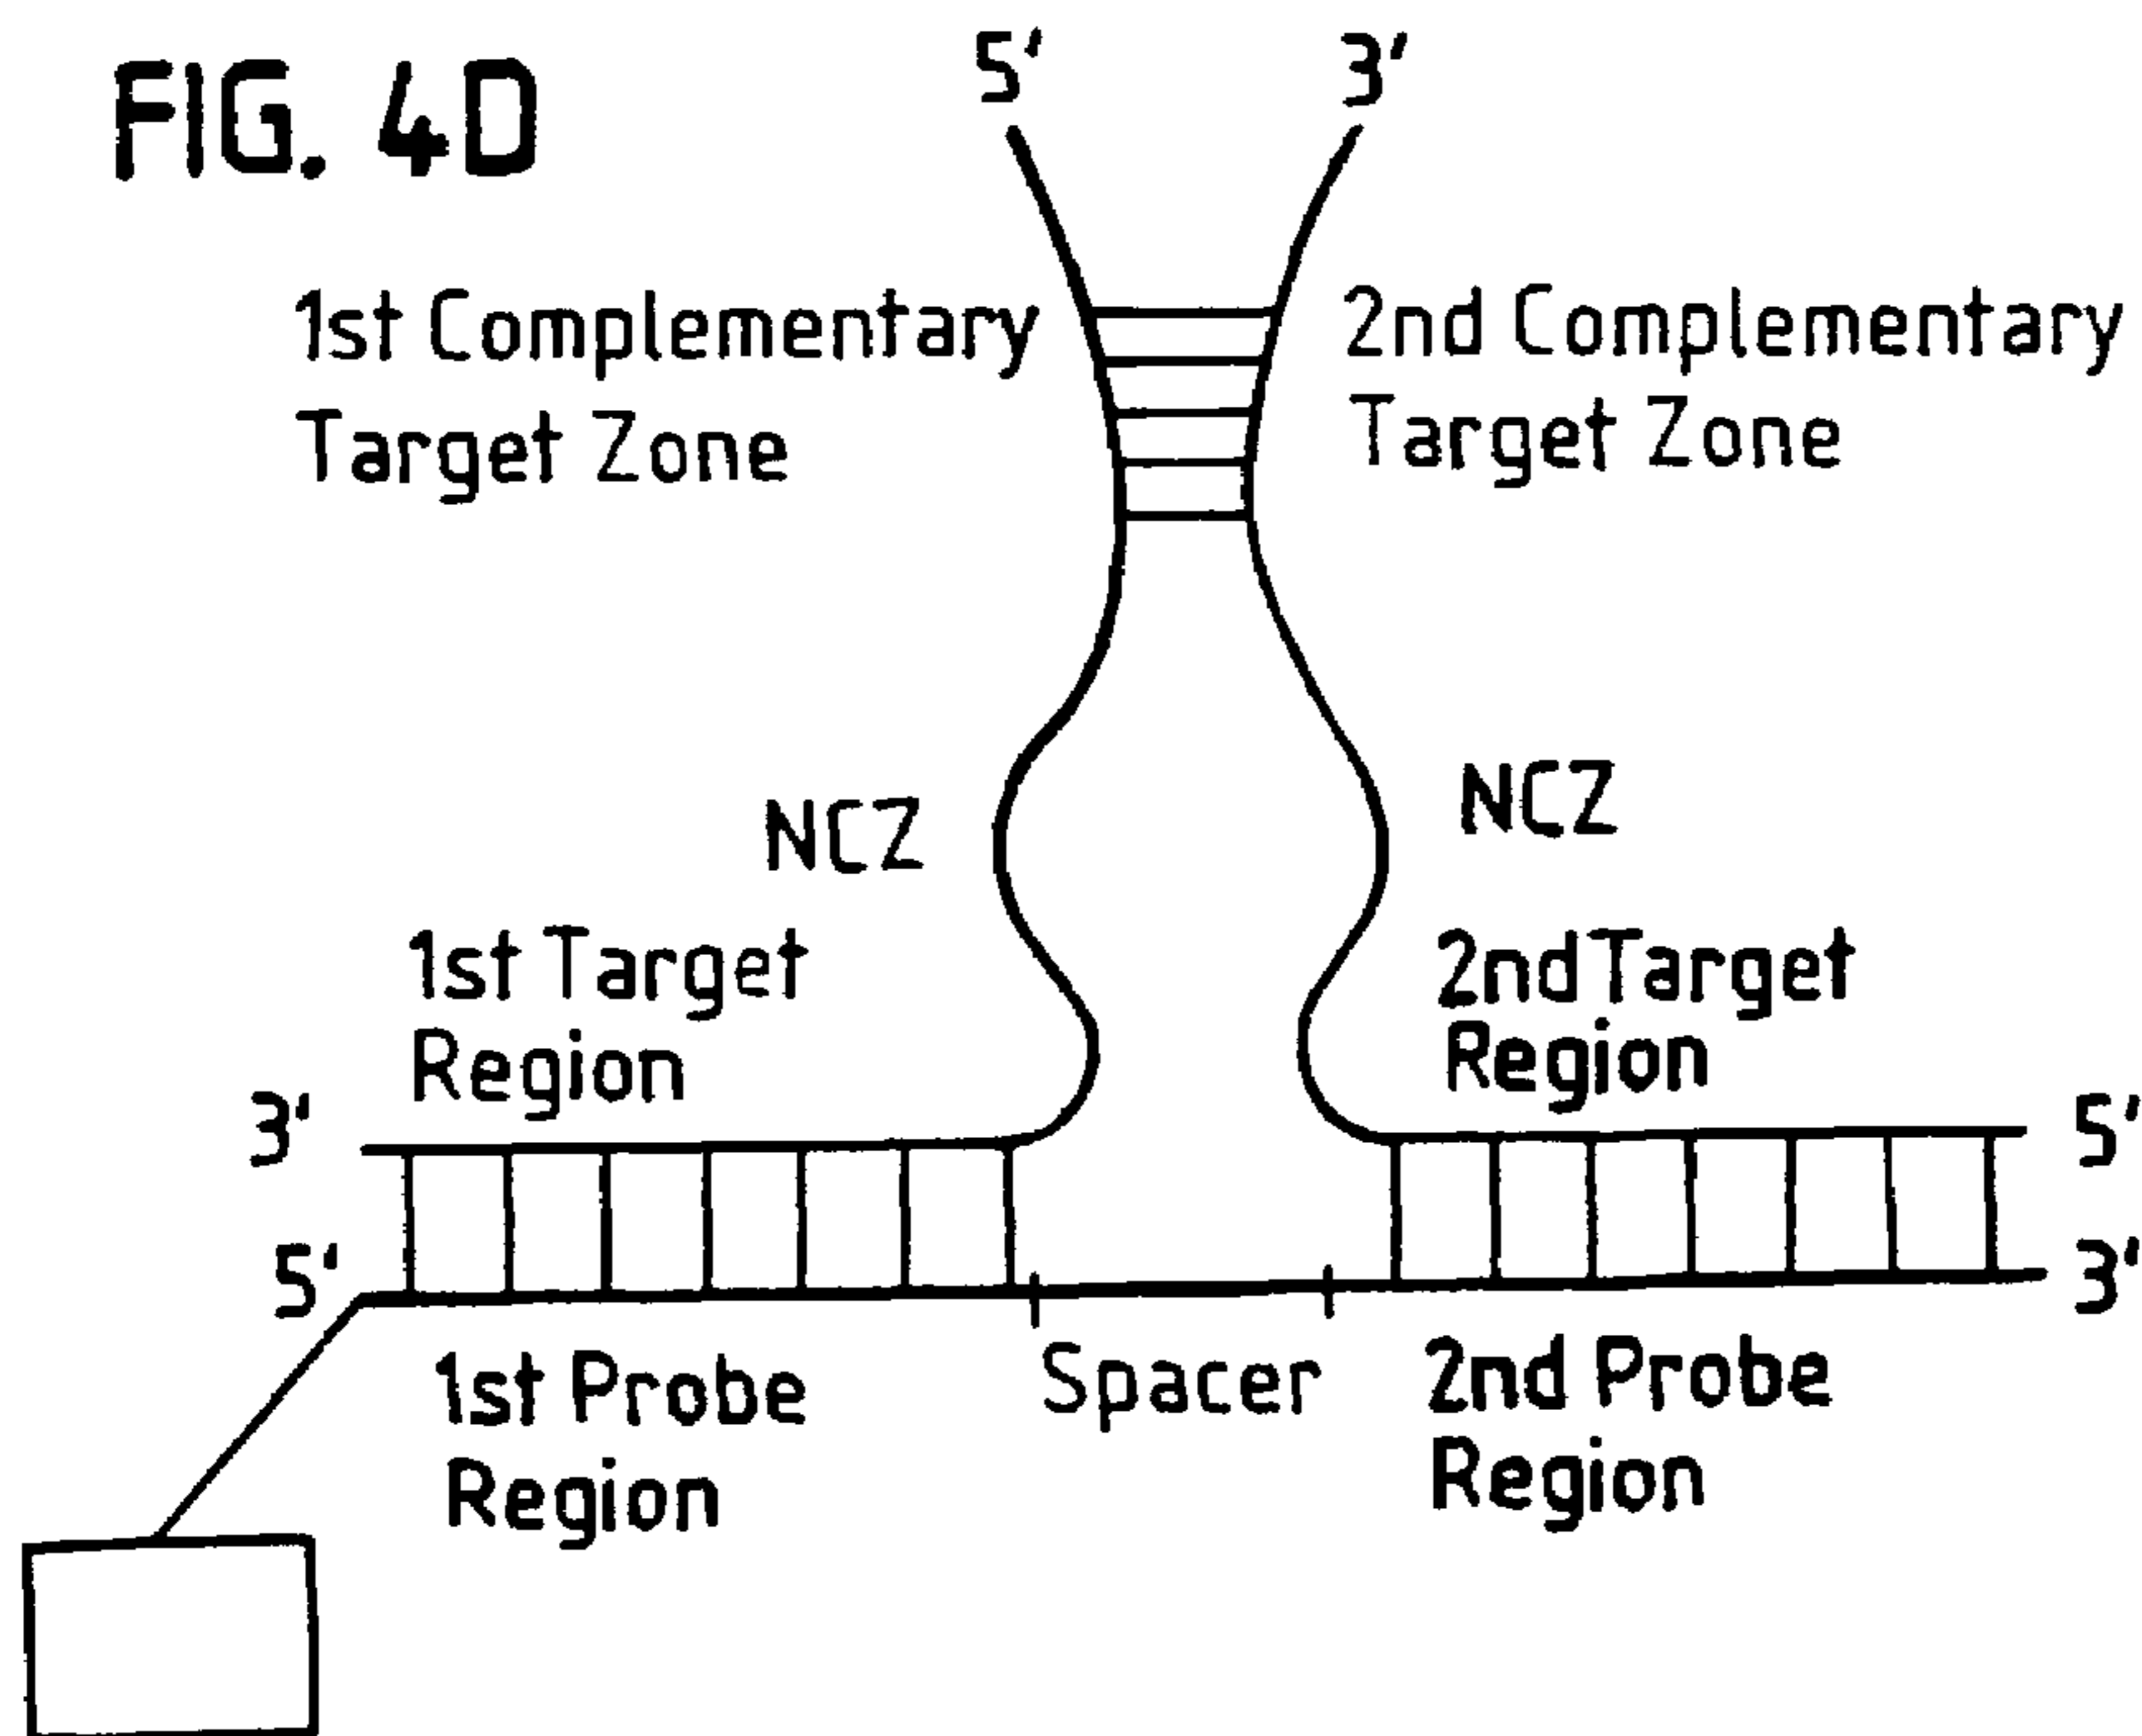 FIG. 4D
5' 3'
1st Complementary
Target Zone
2nd Complementary
Target Zone
NCZ
NCZ
1st Target
Region
2nd Target
Region
3'
5'
5'
3'
1st Probe
Region
Spacer
2nd Probe
Region